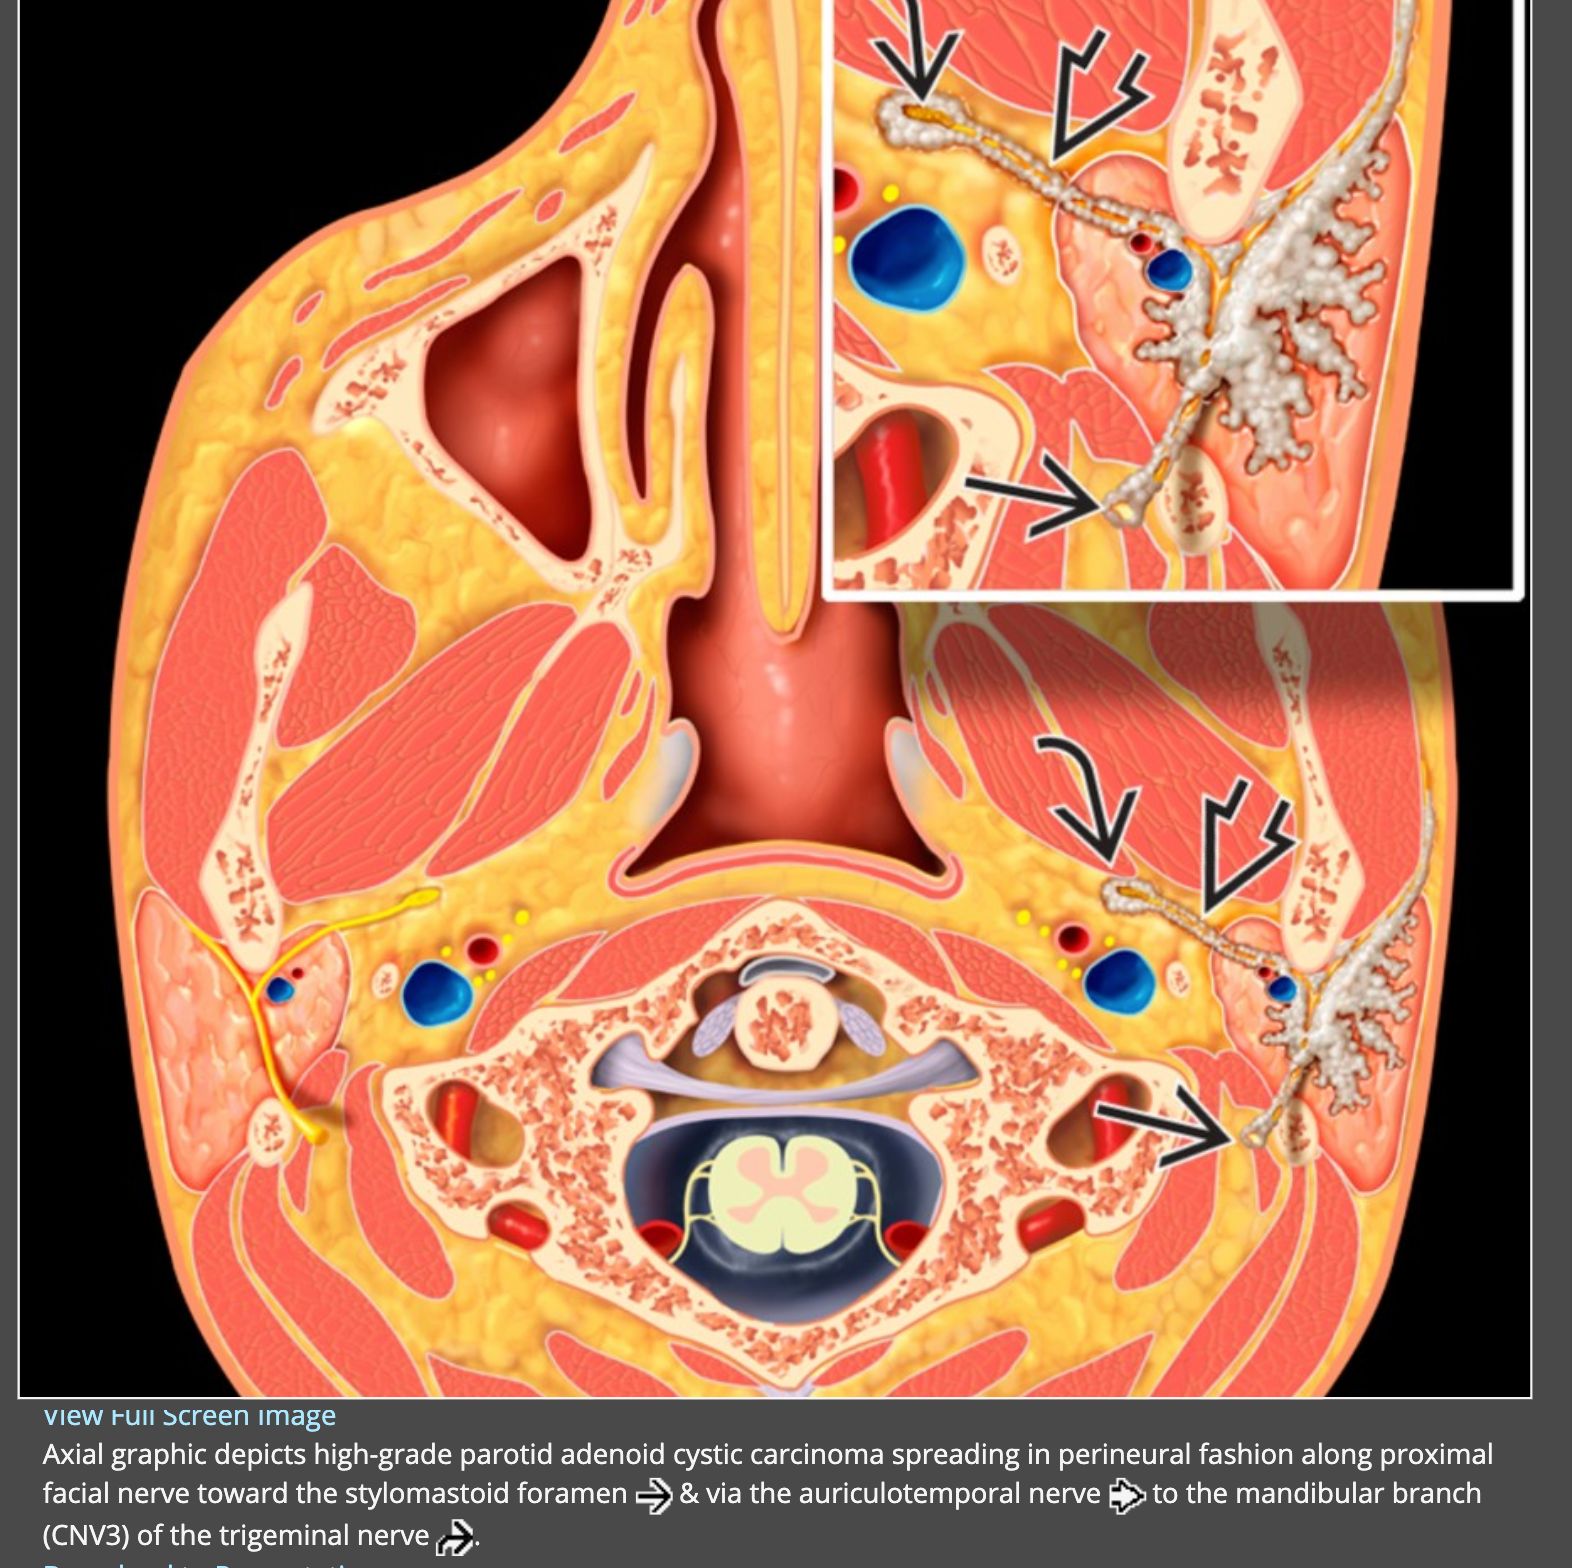 View Full Screen Image
Axial graphic depicts high-grade parotid adenoid cystic carcinoma spreading in perineural fashion along proximal
facial nerve toward the stylomastoid foramen & via the auriculotemporal nerve to the mandibular branch
(CNV3) of the trigeminal nerve .